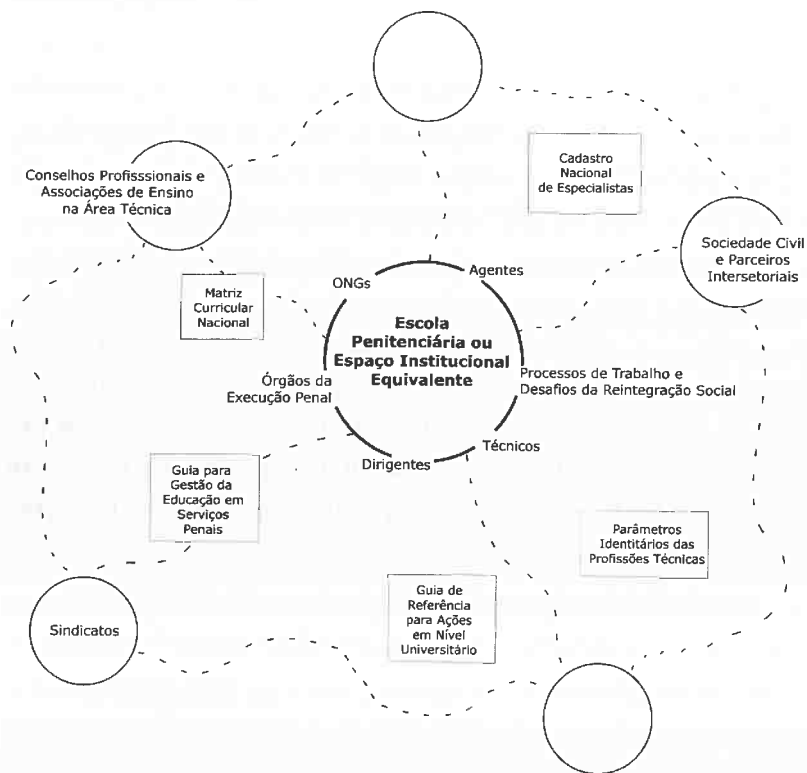 Conselhos Profisssionais e
Associações de Ensino
na Área Técnica
Cadastro
Nacional
de Especialistas
Sociedade Civil
e Parceiros
Intersetoriais
Matriz
Curricular
Nacional
ONGs
Agentes
Escola
Penitenciária ou
Espaço Institucional
Equivalente
Órgãos da
Execução Penal
Processos de Trabalho e
Desafios da Reintegração Social
Dirigentes
Técnicos
Guia para
Gestão da
Educação em
Serviços
Penais
Parâmetros
Identitários das
Profissões Técnicas
Guia de
Referência
para Ações
em Nível
Universitário
Sindicatos